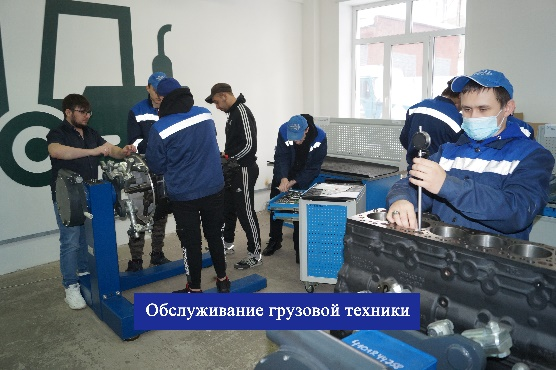 Обслуживание грузовой техники